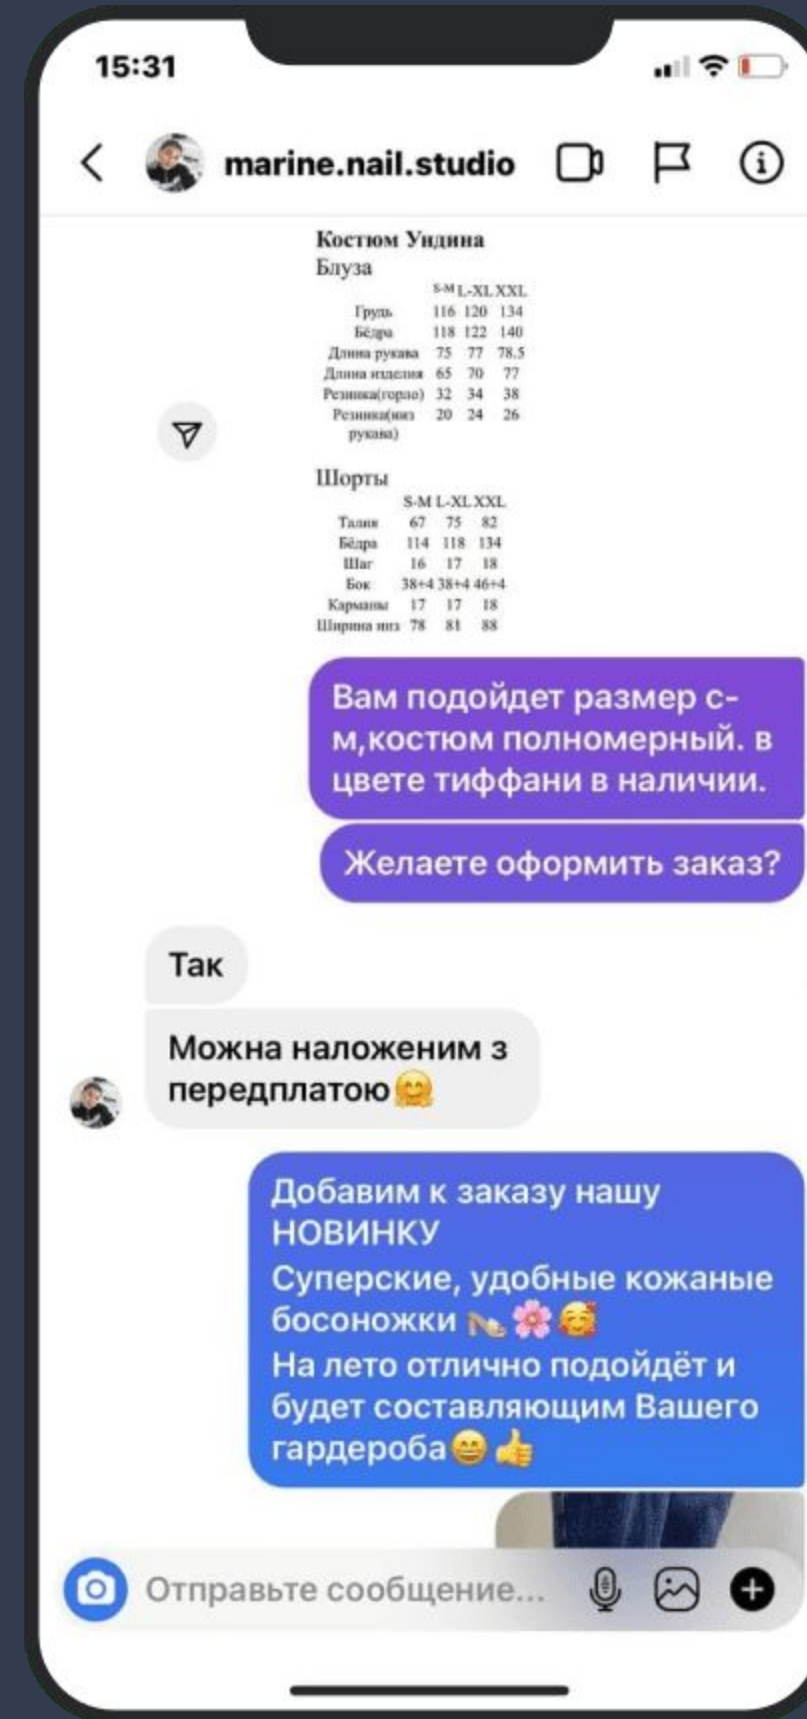 15:31
marine.nail.studio
Костюм Ундина
Блуза
S-M L-XL XXL
Грудь 116 120 134
Бёдра 118 122 140
Длина рукава 75 77 78.5
Длина изделия 65 70 77
Резинка(горло) 32 34 38
Резинка(низ 20 24 26
рукава)
Шорты
S-M L-XL XXL
Талия 67 75 82
Бёдра 114 118 134
Шаг 16 17 18
Бок 38+4 38+4 46+4
Карманы 17 17 18
Ширина низ 78 81 88
Вам подойдет размер с-
м,костюм полномерный. в
цвете тиффани в наличии.
Желаете оформить заказ?
Так
Можна наложеним з
передплатою🤗
Добавим к заказу нашу
НОВИНКУ
Суперские, удобные кожаные
босоножки 👡🌸🥰
На лето отлично подойдёт и
будет составляющим Вашего
гардероба😄👍
Отправьте сообщение...